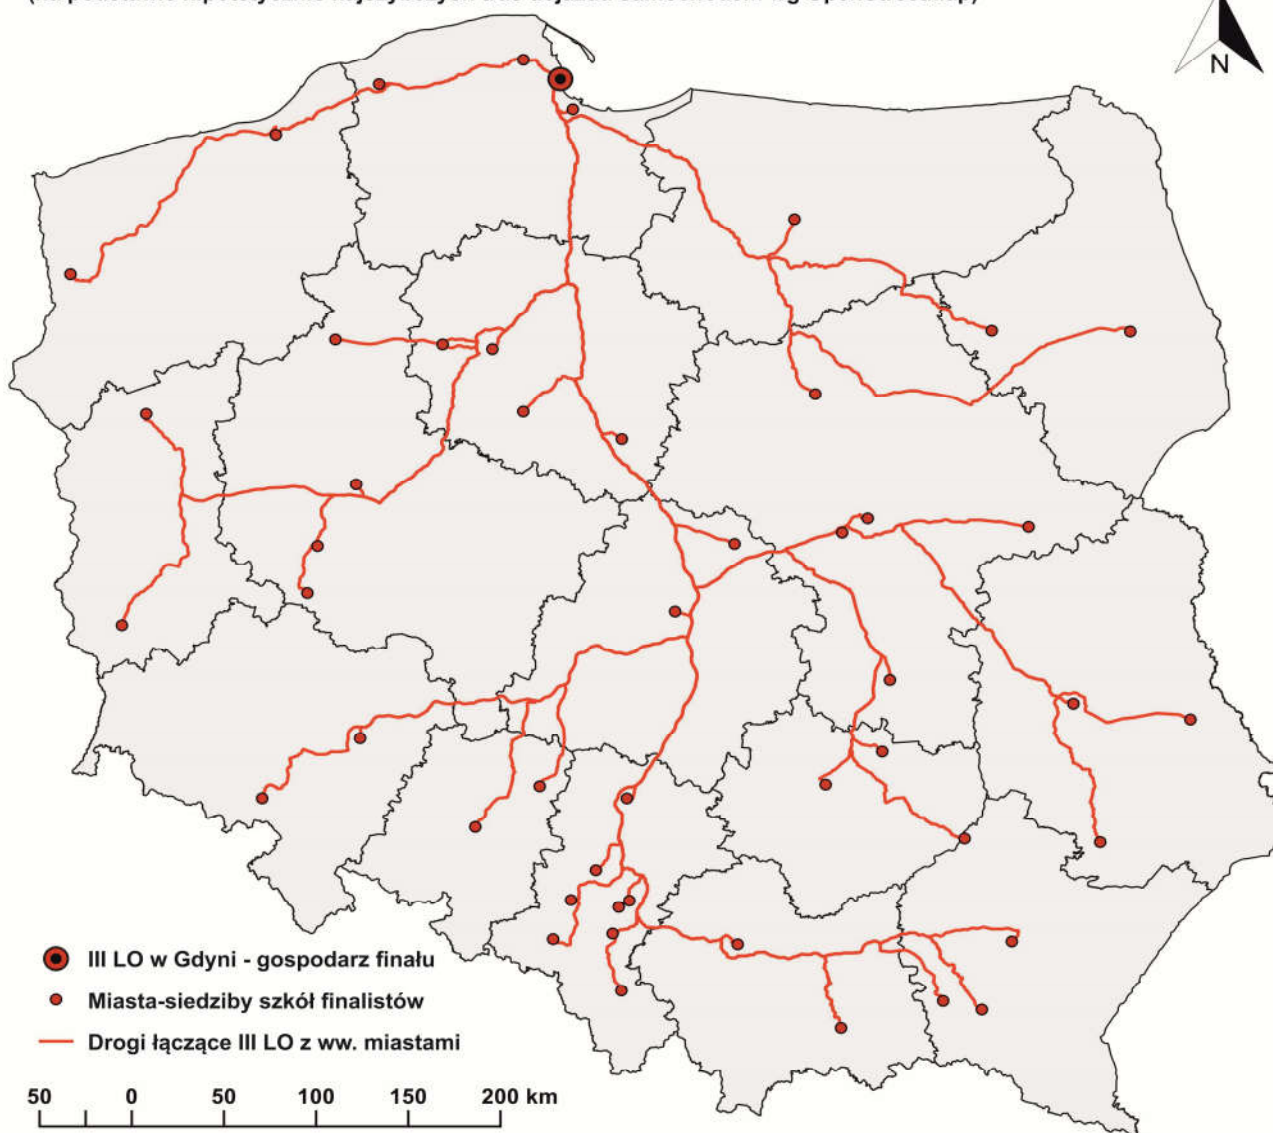 N
III LO w Gdyni - gospodarz finału
Miasta-siedziby szkół finalistów
Drogi łączące III LO z ww. miastami
50 0 50 100 150 200 km